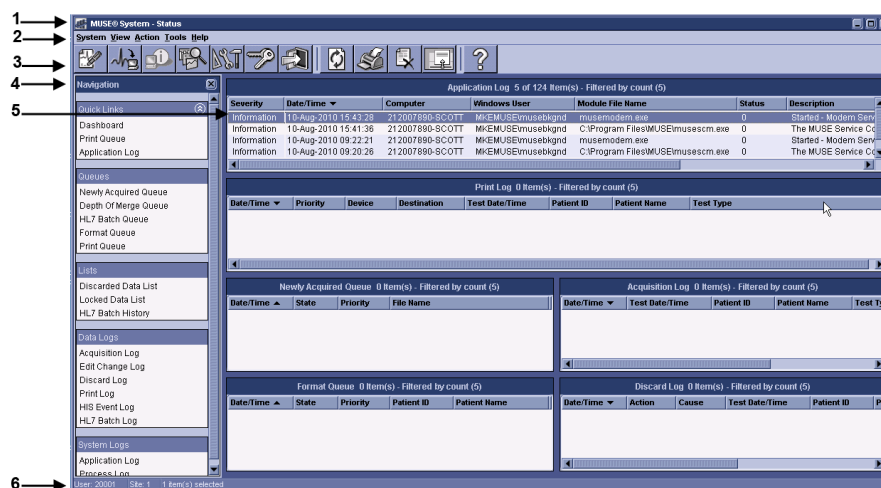 1
MUSE® System - Status
2
System View Action Tools Help
3
4
Navigation
5
Quick Links
Dashboard
Print Queue
Application Log
Queues
Newly Acquired Queue
Depth Of Merge Queue
HL7 Batch Queue
Format Queue
Print Queue
Lists
Discarded Data List
Locked Data List
HL7 Batch History
Data Logs
Acquisition Log
Edit Change Log
Discard Log
Print Log
HIS Event Log
HL7 Batch Log
System Logs
Application Log
Process Log
Application Log 5 of 124 Item(s) - Filtered by count (5)
Severity Date/Time Computer Windows User Module File Name Status Description
Information 10-Aug-2010 15:43:28 212007890-SCOTT MKEMUSE\musebkgnd musemodem.exe 0 Started - Modem Serv
Information 10-Aug-2010 15:41:36 212007890-SCOTT MKEMUSE\musebkgnd C:\Program Files\MUSE\musescm.exe 0 The MUSE Service Co
Information 10-Aug-2010 09:22:21 212007890-SCOTT MKEMUSE\musebkgnd musemodem.exe 0 Started - Modem Serv
Information 10-Aug-2010 09:20:26 212007890-SCOTT MKEMUSE\musebkgnd C:\Program Files\MUSE\musescm.exe 0 The MUSE Service Co
Print Log 0 Item(s) - Filtered by count (5)
Date/Time Priority Device Destination Test Date/Time Patient ID Patient Name Test Type
Newly Acquired Queue 0 Item(s) - Filtered by count (5)
Date/Time State Priority File Name
Acquisition Log 0 Item(s) - Filtered by count (5)
Date/Time Test Date/Time Patient ID Patient Name Test Ty
Format Queue 0 Item(s) - Filtered by count (5)
Date/Time State Priority Patient ID Patient Name
Discard Log 0 Item(s) - Filtered by count (5)
Date/Time Action Cause Test Date/Time Patient ID P
6
User: 20001 Site: 1 1 item(s) selected